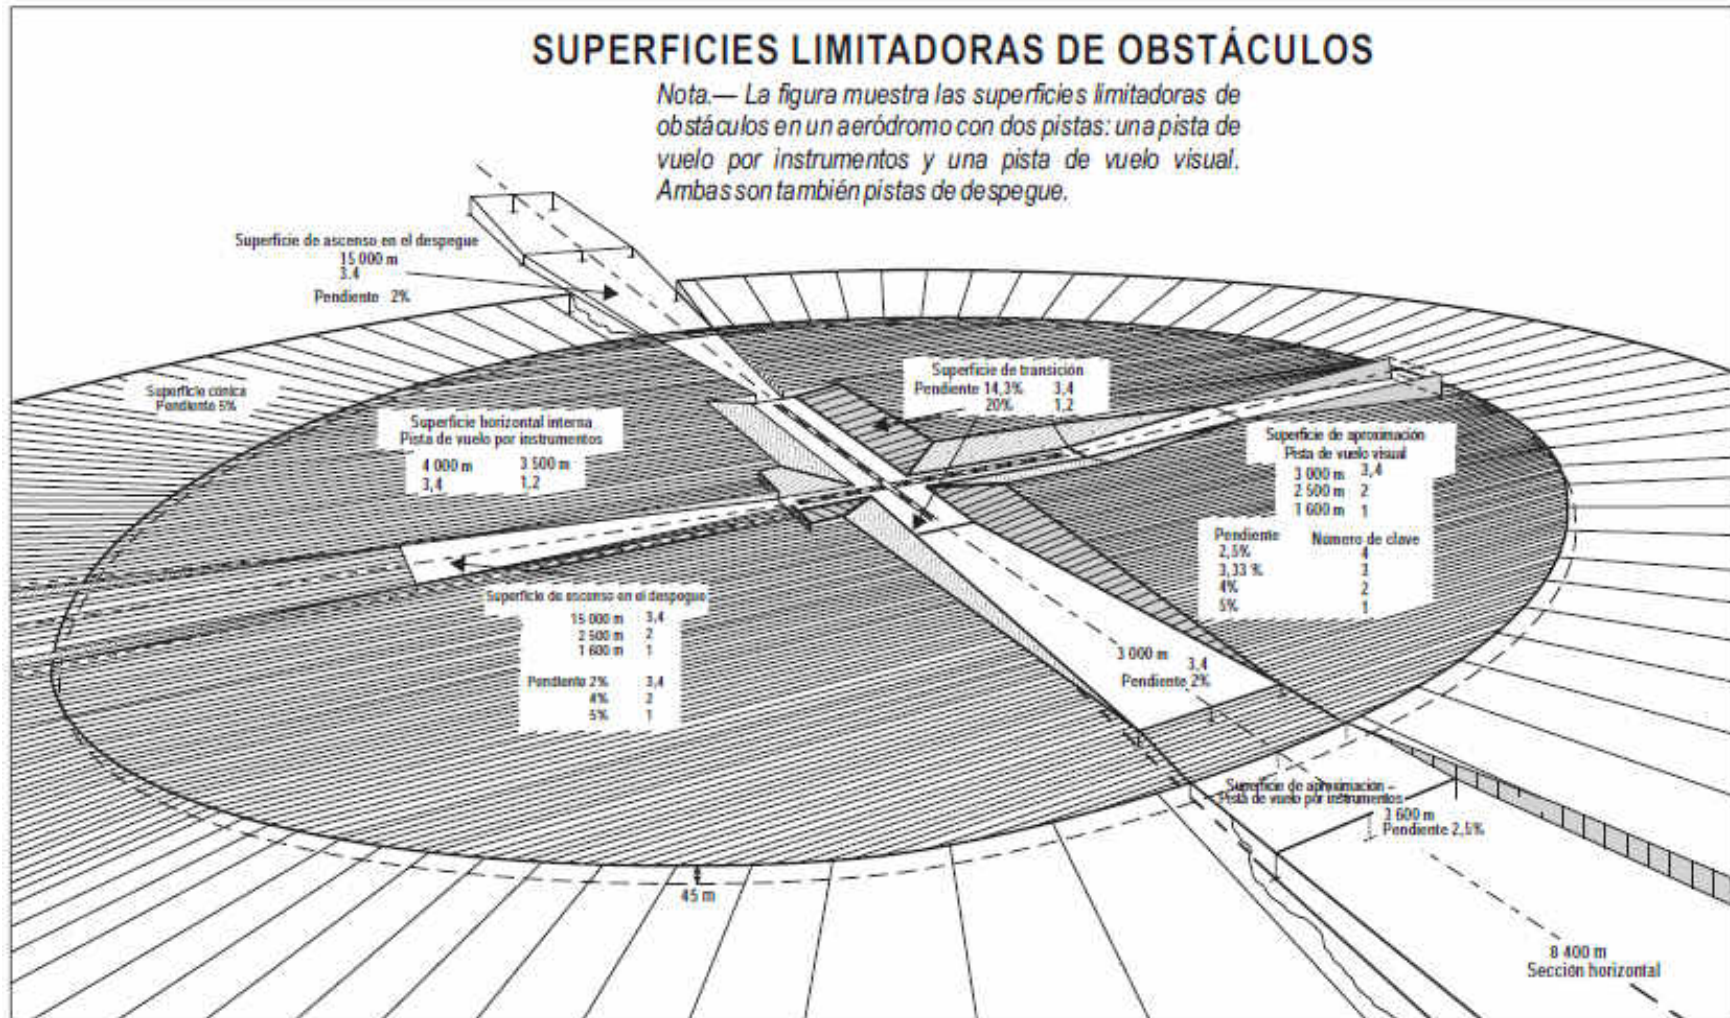 SUPERFICIES LIMITADORAS DE OBSTÁCULOS
Nota.— La figura muestra las superficies limitadoras de
obstáculos en un aeródromo con dos pistas: una pista de
vuelo por instrumentos y una pista de vuelo visual.
Ambas son también pistas de despegue.
Superficie de ascenso en el despegue
15 000 m
3.4
Pendiente 2%
Superficie cónica
Pendiente 5%
Superficie horizontal interna
Pista de vuelo por instrumentos
4 000 m 3 500 m
3,4 1,2
Superficie de transición
Pendiente 14,3% 3,4
20% 1,2
Superficie de aproximación
Pista de vuelo visual
3 000 m 3,4
2 500 m 2
1 600 m 1
Pendiente Número de clave
2,5% 4
3,33 % 3
4% 2
5% 1
Superficie de ascenso en el despegue
15 000 m 3,4
2 500 m 2
1 600 m 1
Pendiente 2% 3,4
4% 2
5% 1
3 000 m
3,4
Pendiente 2%
Superficie de aproximación –
Pista de vuelo por instrumentos
3 600 m
Pendiente 2,5%
45 m
8 400 m
Sección horizontal